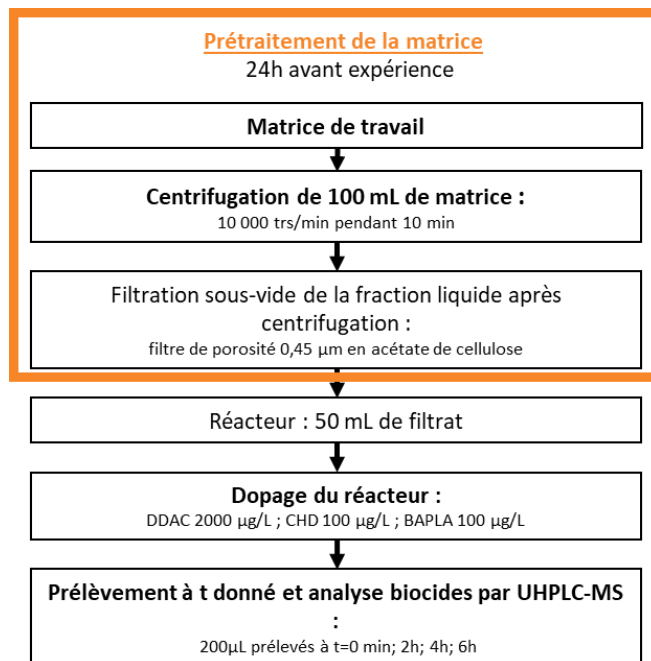 Prétraitement de la matrice
24h avant expérience
Matrice de travail
Centrifugation de 100 mL de matrice :
10 000 trs/min pendant 10 min
Filtration sous-vide de la fraction liquide après
centrifugation :
filtre de porosité 0,45 µm en acétate de cellulose
Réacteur : 50 mL de filtrat
Dopage du réacteur :
DDAC 2000 µg/L ; CHD 100 µg/L ; BAPLA 100 µg/L
Prélèvement à t donné et analyse biocides par UHPLC-MS
:
200µL prélevés à t=0 min; 2h; 4h; 6h